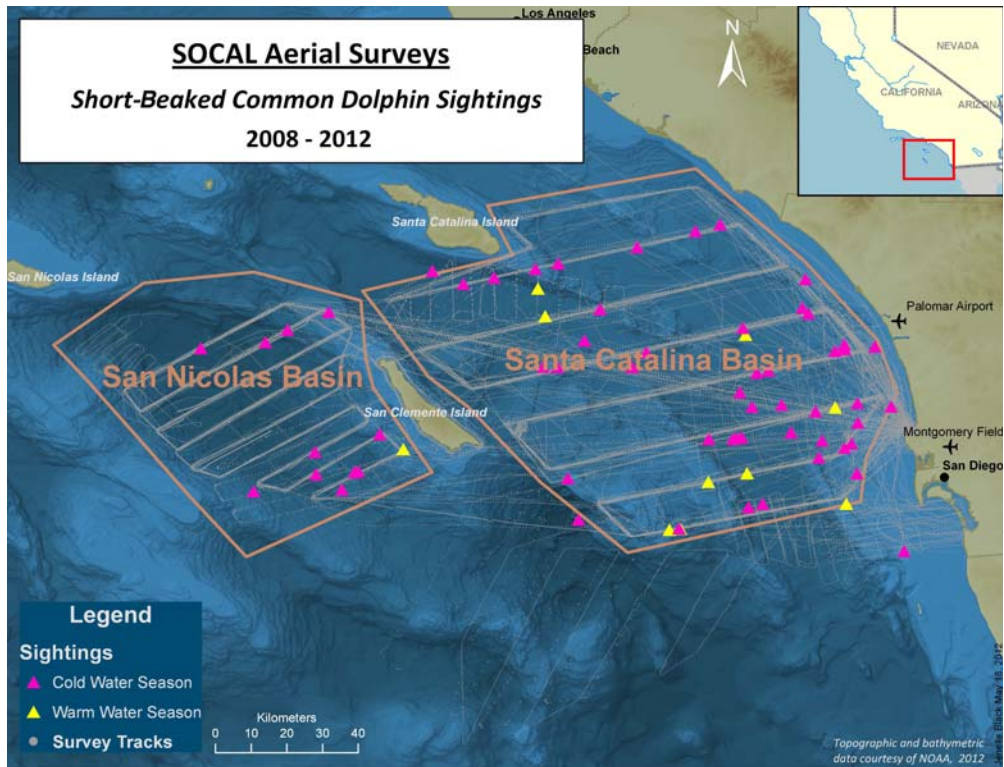 Los Angeles
Beach
SOCAL Aerial Surveys
Short-Beaked Common Dolphin Sightings
2008 - 2012
N
NEVADA
CALIFORNIA
ARIZONA
Santa Catalina Island
San Nicolas Island
Palomar Airport
Santa Catalina Basin
San Nicolas Basin
San Clemente Island
Montgomery Field
San Diego
Legend
Sightings
Cold Water Season
Warm Water Season
Survey Tracks
Kilometers
0 10 20 40
Topographic and bathymetric
data courtesy of NOAA, 2012